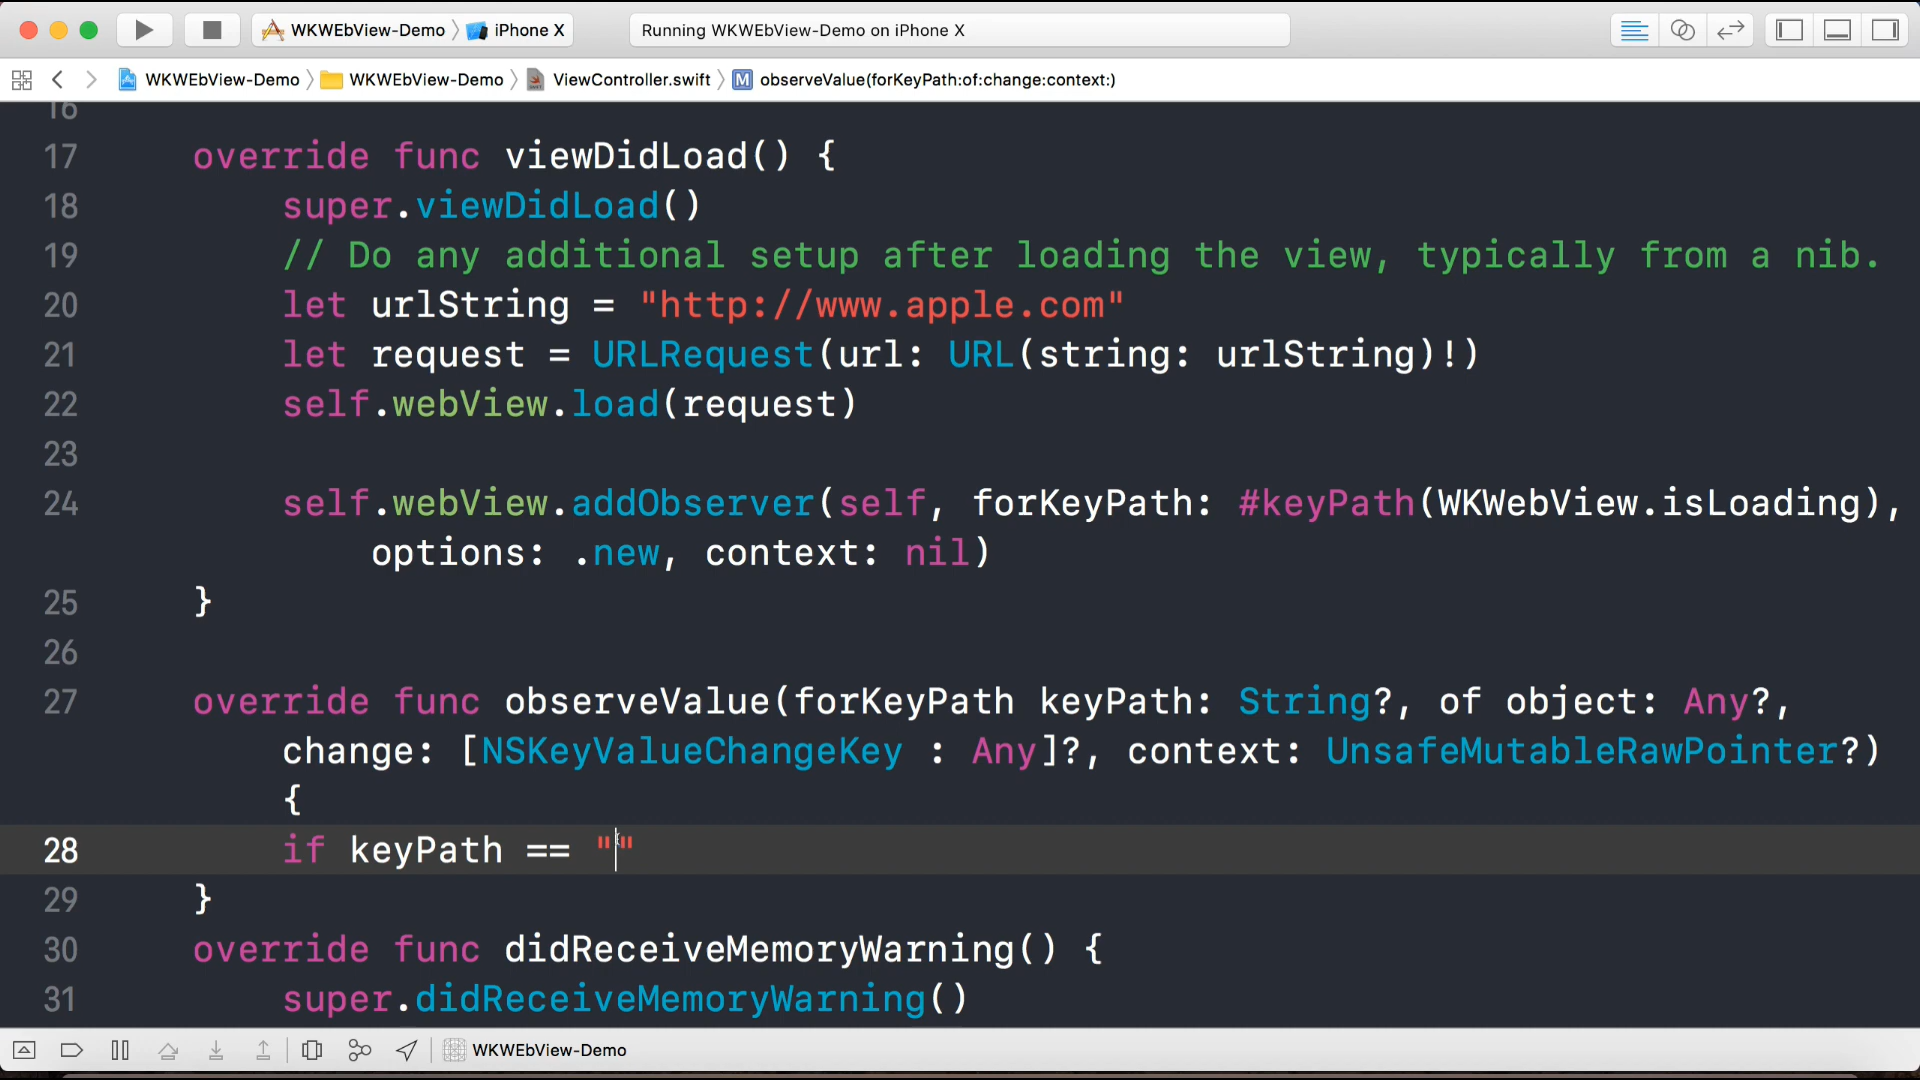 WKWEbView-Demo iPhone X Running WKWEbView-Demo on iPhone X
WKWEbView-Demo WKWEbView-Demo ViewController.swift M observeValue(forKeyPath:of:change:context:)
16
17 override func viewDidLoad() {
18 super.viewDidLoad()
19 // Do any additional setup after loading the view, typically from a nib.
20 let urlString = "http://www.apple.com"
21 let request = URLRequest(url: URL(string: urlString)!)
22 self.webView.load(request)
23
24 self.webView.addObserver(self, forKeyPath: #keyPath(WKWebView.isLoading),
options: .new, context: nil)
25 }
26
27 override func observeValue(forKeyPath keyPath: String?, of object: Any?,
change: [NSKeyValueChangeKey : Any]?, context: UnsafeMutableRawPointer?)
{
28 if keyPath == ""
29 }
30 override func didReceiveMemoryWarning() {
31 super.didReceiveMemoryWarning()
WKWEbView-Demo